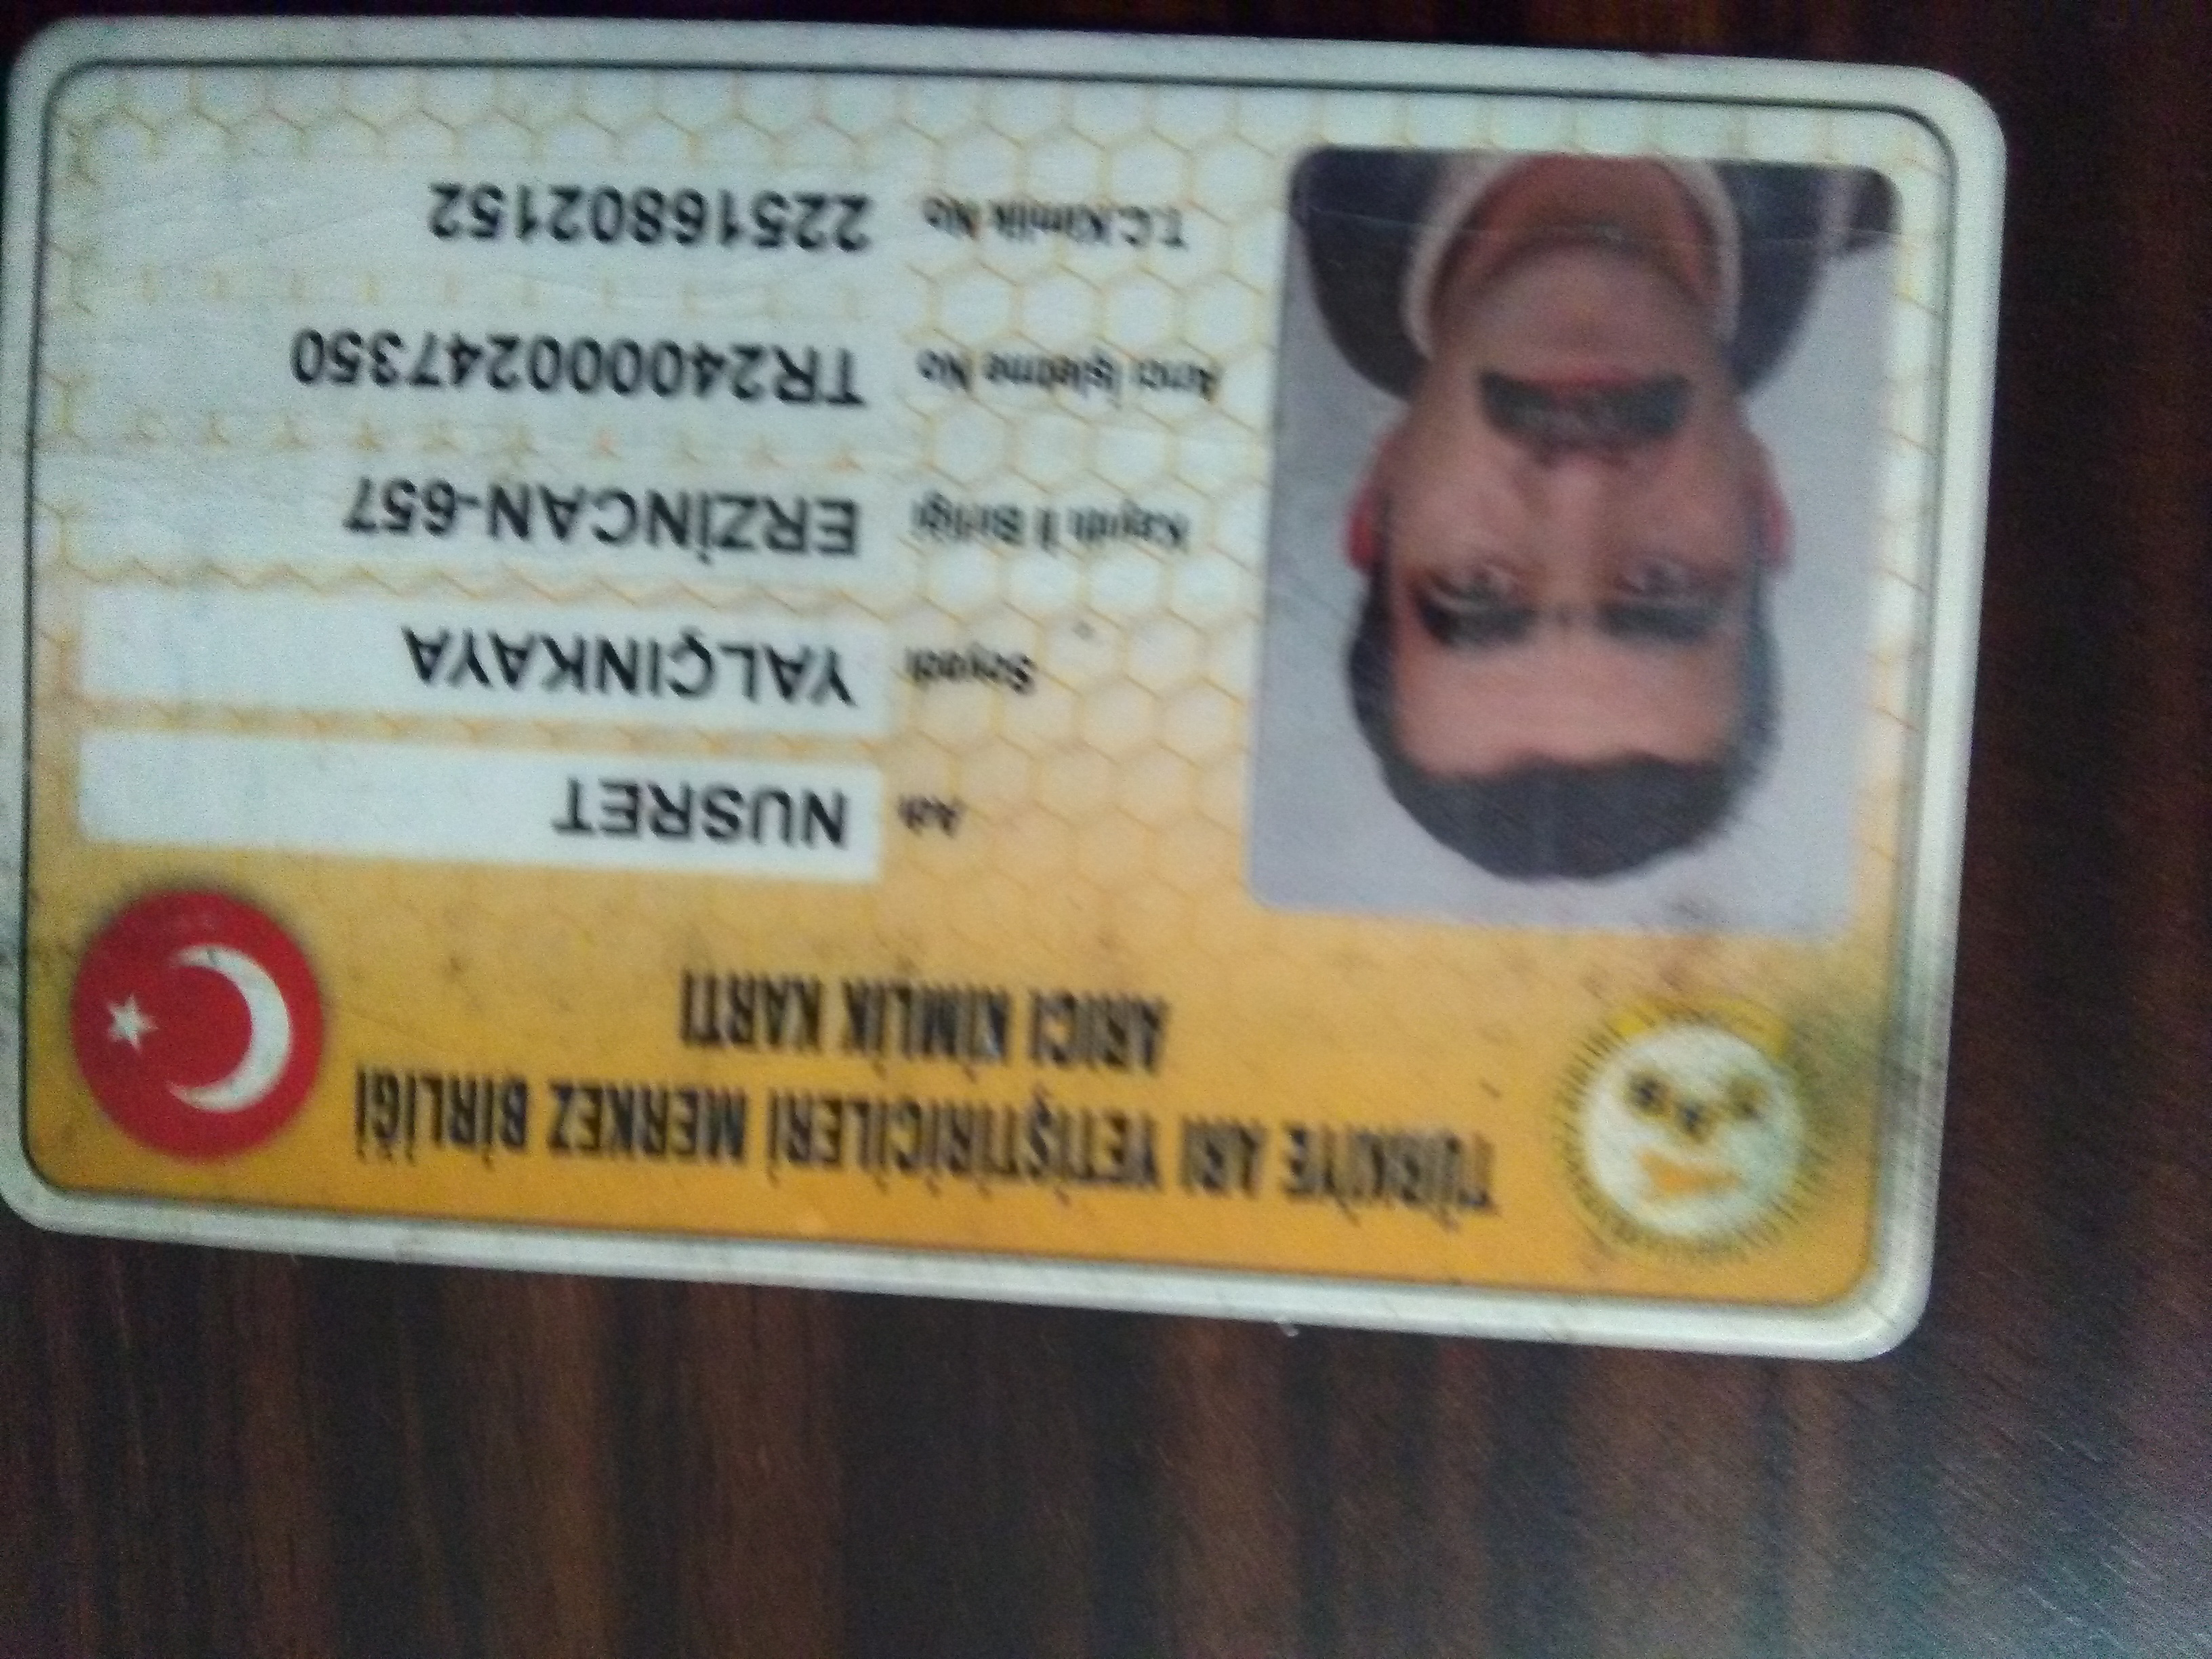 TÜRKİYE ARI YETİŞTİRİCİLERİ MERKEZ BİRLİĞİ
ARICI KİMLİK KARTI
Adı NUSRET
Soyadı YALÇINKAYA
Kayıtlı İl Birliği ERZİNCAN-657
Arıcı İşletme No TR240000247350
T.C.Kimlik No 22516802152